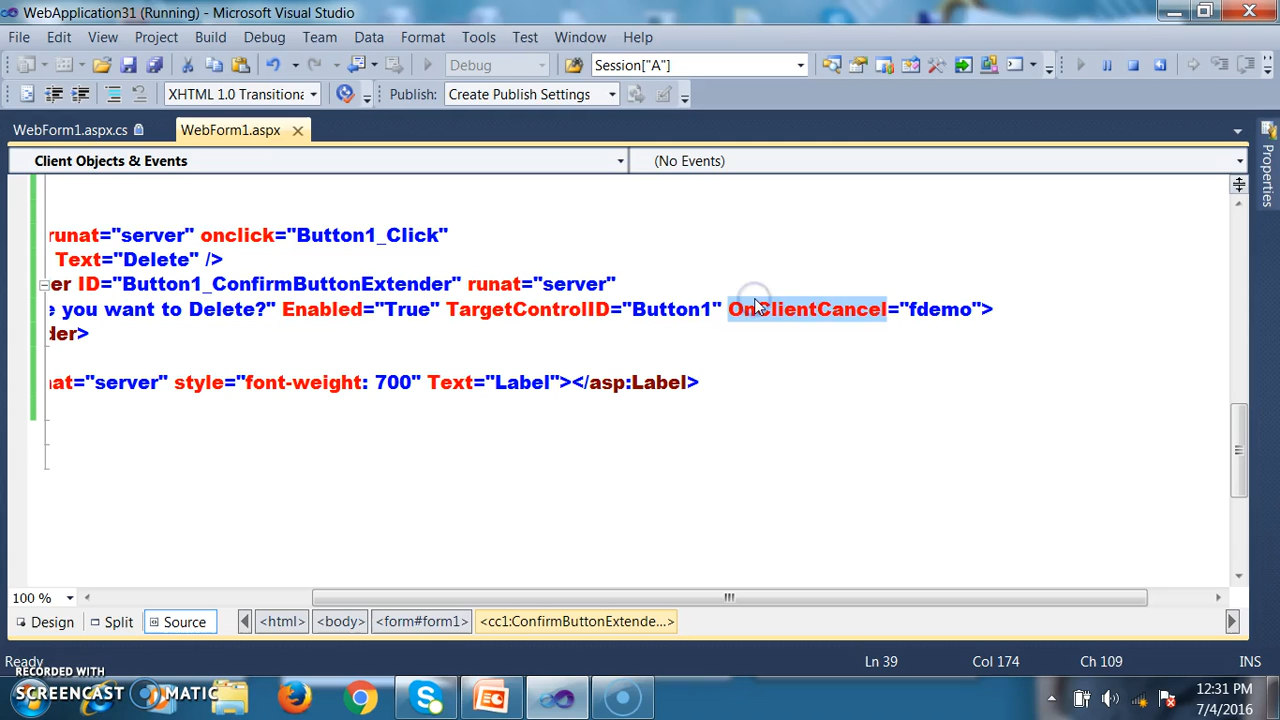 WebApplication31 (Running) - Microsoft Visual Studio
File Edit View Project Build Debug Team Data Format Tools Test Window Help
Debug Session["A"]
XHTML 1.0 Transitiona Publish: Create Publish Settings
WebForm1.aspx.cs WebForm1.aspx
Client Objects & Events (No Events)
Properties
runat="server" onclick="Button1_Click"
Text="Delete" />
er ID="Button1_ConfirmButtonExtender" runat="server"
e you want to Delete?" Enabled="True" TargetControlID="Button1" OnClientCancel="fdemo">
der>
nat="server" style="font-weight: 700" Text="Label"></asp:Label>
100 %
Design Split Source <html> <body> <form#form1> <cc1:ConfirmButtonExtende...>
Ready Ln 39 Col 174 Ch 109 INS
RECORDED WITH
SCREENCAST MATIC
12:31 PM
7/4/2016